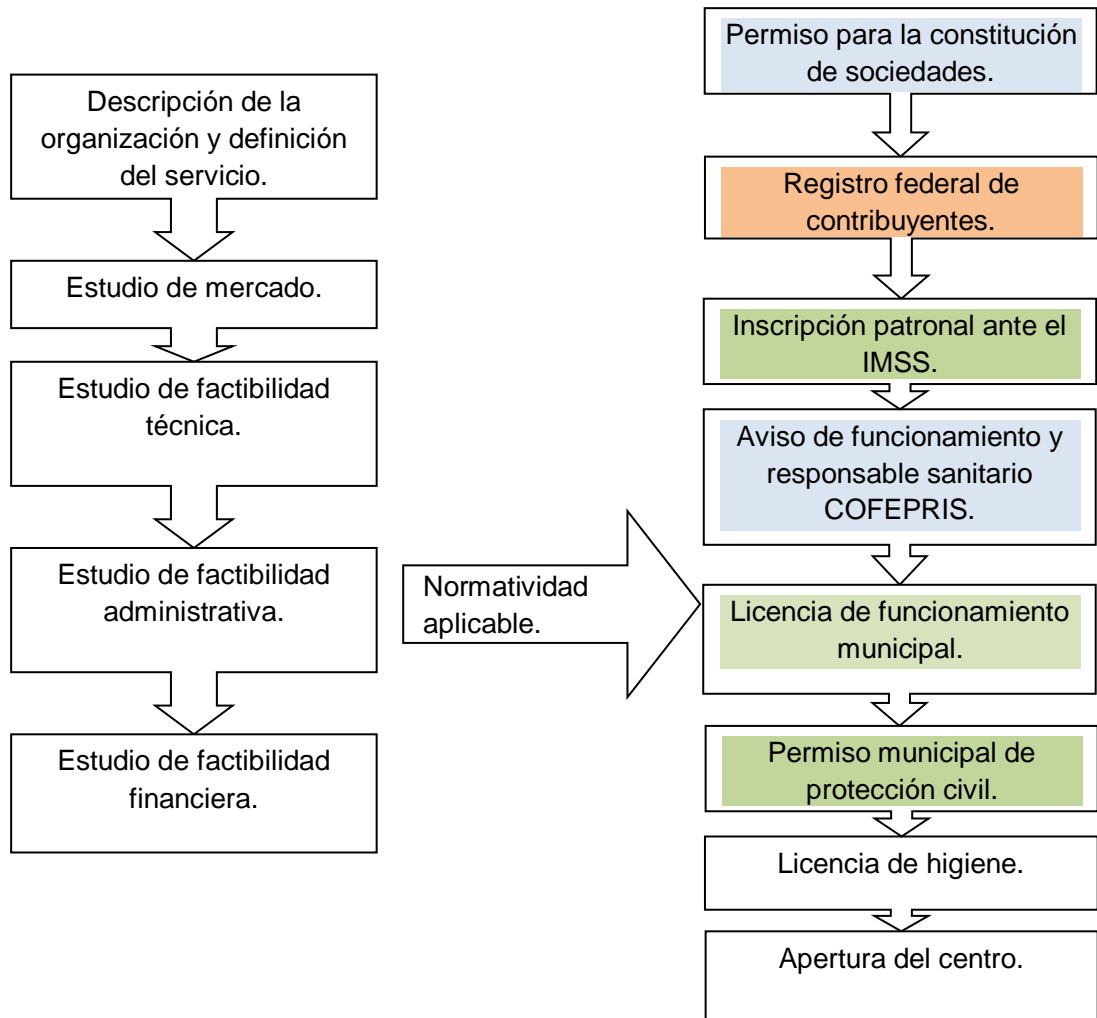 Descripción de la
organización y definición
del servicio.
Estudio de mercado.
Estudio de factibilidad
técnica.
Estudio de factibilidad
administrativa.
Estudio de factibilidad
financiera.
Normatividad
aplicable.
Permiso para la constitución
de sociedades.
Registro federal de
contribuyentes.
Inscripción patronal ante el
IMSS.
Aviso de funcionamiento y
responsable sanitario
COFEPRIS.
Licencia de funcionamiento
municipal.
Permiso municipal de
protección civil.
Licencia de higiene.
Apertura del centro.